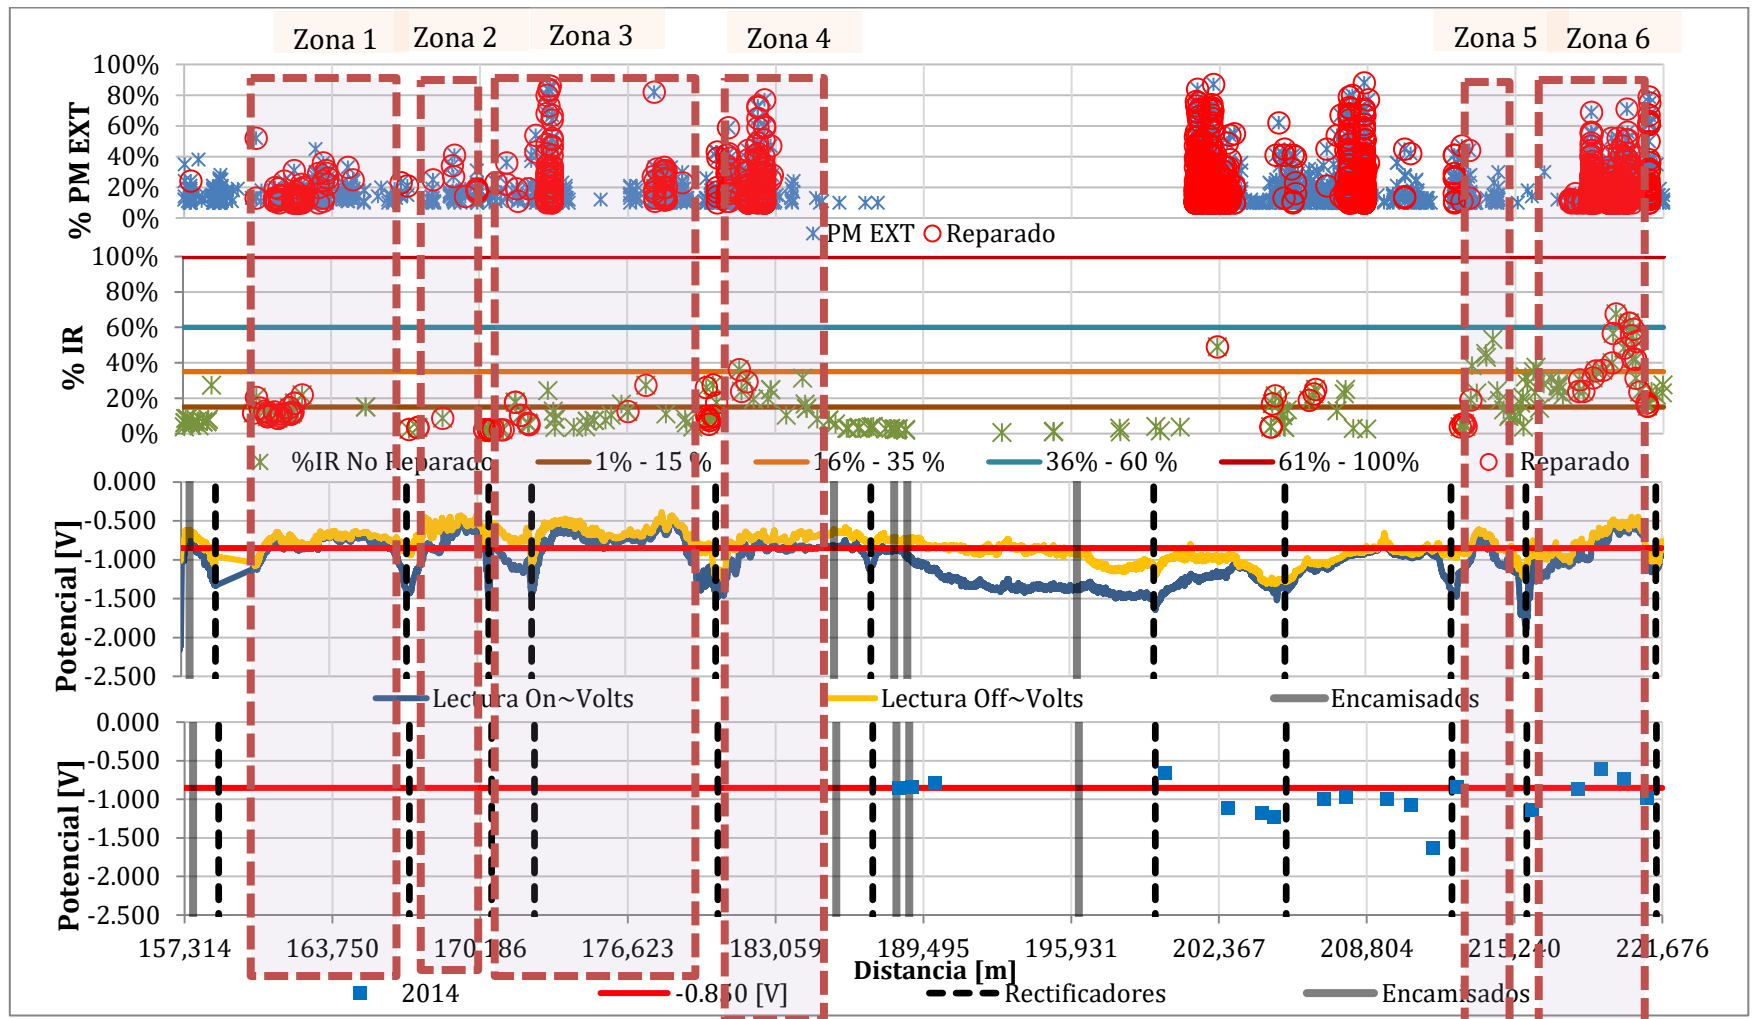 Zona 1 Zona 2 Zona 3 Zona 4 Zona 5 Zona 6
% PM EXT
100%
80%
60%
40%
20%
0%
PM EXT Reparado
% IR
100%
80%
60%
40%
20%
0%
%IR No Reparado 1% - 15 % 16% - 35 % 36% - 60 % 61% - 100% Reparado
Potencial [V]
0.000
-0.500
-1.000
-1.500
-2.000
-2.500
Lectura On~Volts Lectura Off~Volts Encamisados
Potencial [V]
0.000
-0.500
-1.000
-1.500
-2.000
-2.500
157,314 163,750 170,186 176,623 183,059 189,495 195,931 202,367 208,804 215,240 221,676
Distancia [m]
2014 -0.850 [V] Rectificadores Encamisados